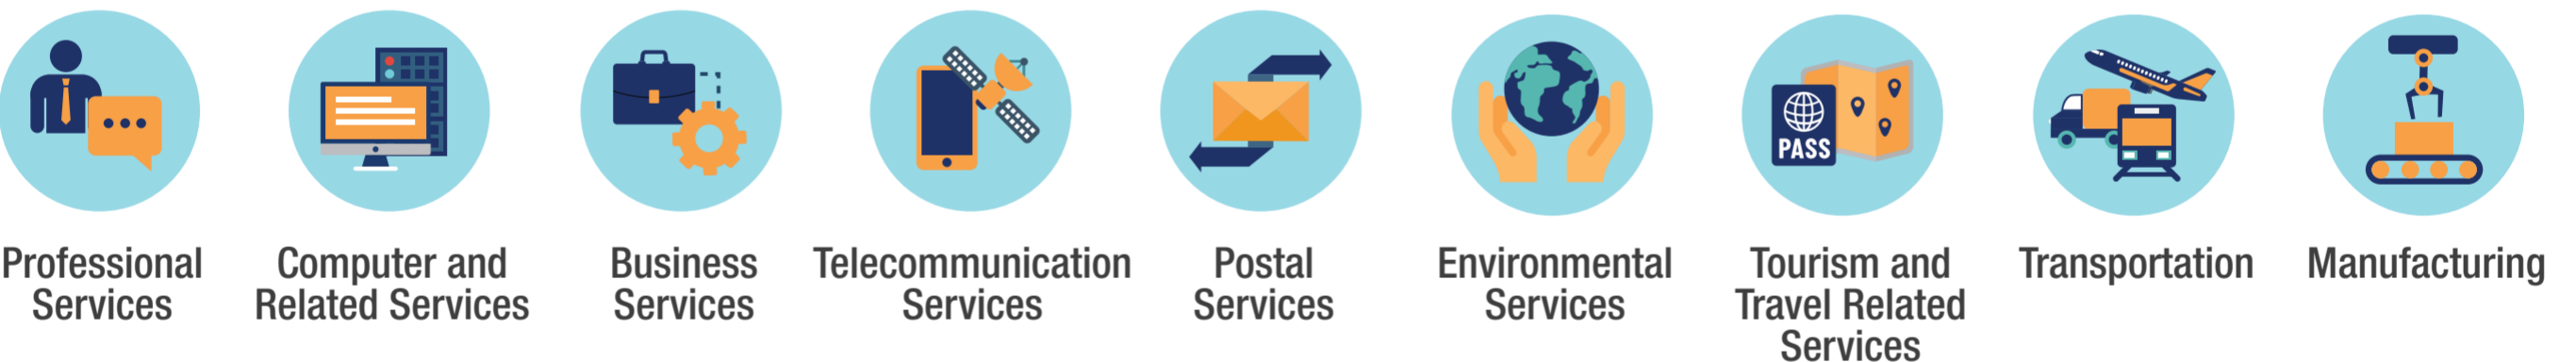 PASS
Professional
Services
Computer and
Related Services
Business
Services
Telecommunication
Services
Postal
Services
Environmental
Services
Tourism and
Travel Related
Services
Transportation
Manufacturing